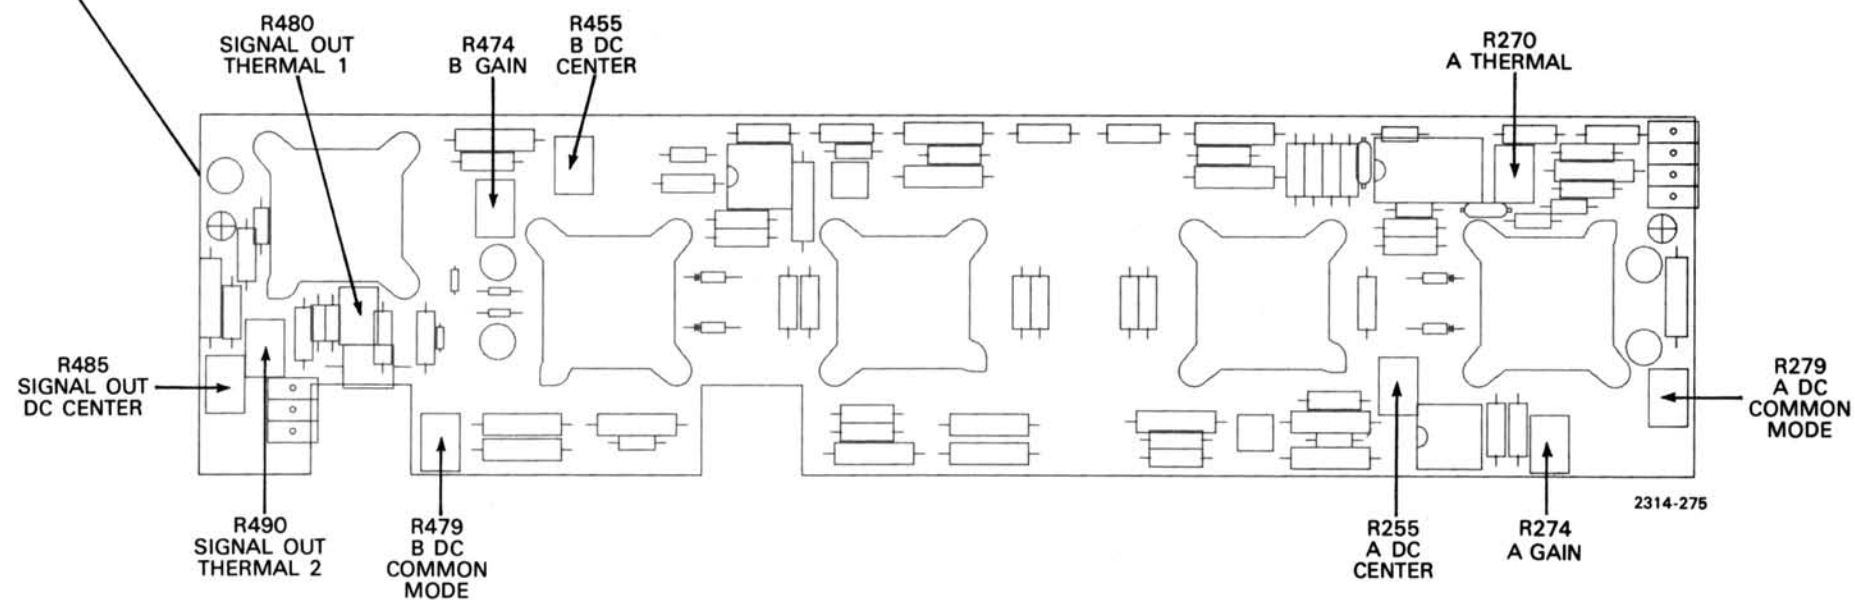 R480
SIGNAL OUT
THERMAL 1
R474
B GAIN
R455
B DC
CENTER
R270
A THERMAL
R485
SIGNAL OUT
DC CENTER
R279
A DC
COMMON
MODE
2314-275
R490
SIGNAL OUT
THERMAL 2
R479
B DC
COMMON
MODE
R255
A DC
CENTER
R274
A GAIN